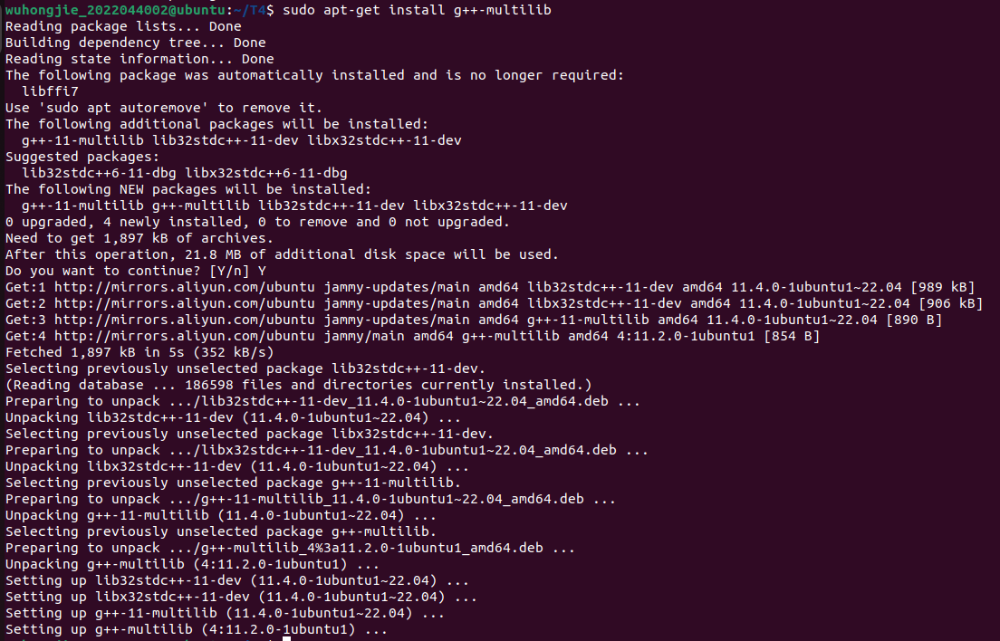 wuhongjie_2022044002@ubuntu:~/T4$ sudo apt-get install g++-multilib
Reading package lists... Done
Building dependency tree... Done
Reading state information... Done
The following package was automatically installed and is no longer required:
  libffi7
Use 'sudo apt autoremove' to remove it.
The following additional packages will be installed:
  g++-11-multilib lib32stdc++-11-dev libx32stdc++-11-dev
Suggested packages:
  lib32stdc++6-11-dbg libx32stdc++6-11-dbg
The following NEW packages will be installed:
  g++-11-multilib g++-multilib lib32stdc++-11-dev libx32stdc++-11-dev
0 upgraded, 4 newly installed, 0 to remove and 0 not upgraded.
Need to get 1,897 kB of archives.
After this operation, 21.8 MB of additional disk space will be used.
Do you want to continue? [Y/n] Y
Get:1 http://mirrors.aliyun.com/ubuntu jammy-updates/main amd64 lib32stdc++-11-dev amd64 11.4.0-1ubuntu1~22.04 [989 kB]
Get:2 http://mirrors.aliyun.com/ubuntu jammy-updates/main amd64 libx32stdc++-11-dev amd64 11.4.0-1ubuntu1~22.04 [906 kB]
Get:3 http://mirrors.aliyun.com/ubuntu jammy-updates/main amd64 g++-11-multilib amd64 11.4.0-1ubuntu1~22.04 [890 B]
Get:4 http://mirrors.aliyun.com/ubuntu jammy/main amd64 g++-multilib amd64 4:11.2.0-1ubuntu1 [854 B]
Fetched 1,897 kB in 5s (352 kB/s)
Selecting previously unselected package lib32stdc++-11-dev.
(Reading database ... 186598 files and directories currently installed.)
Preparing to unpack .../lib32stdc++-11-dev_11.4.0-1ubuntu1~22.04_amd64.deb ...
Unpacking lib32stdc++-11-dev (11.4.0-1ubuntu1~22.04) ...
Selecting previously unselected package libx32stdc++-11-dev.
Preparing to unpack .../libx32stdc++-11-dev_11.4.0-1ubuntu1~22.04_amd64.deb ...
Unpacking libx32stdc++-11-dev (11.4.0-1ubuntu1~22.04) ...
Selecting previously unselected package g++-11-multilib.
Preparing to unpack .../g++-11-multilib_11.4.0-1ubuntu1~22.04_amd64.deb ...
Unpacking g++-11-multilib (11.4.0-1ubuntu1~22.04) ...
Selecting previously unselected package g++-multilib.
Preparing to unpack .../g++-multilib_4%3a11.2.0-1ubuntu1_amd64.deb ...
Unpacking g++-multilib (4:11.2.0-1ubuntu1) ...
Setting up lib32stdc++-11-dev (11.4.0-1ubuntu1~22.04) ...
Setting up libx32stdc++-11-dev (11.4.0-1ubuntu1~22.04) ...
Setting up g++-11-multilib (11.4.0-1ubuntu1~22.04) ...
Setting up g++-multilib (4:11.2.0-1ubuntu1) ...